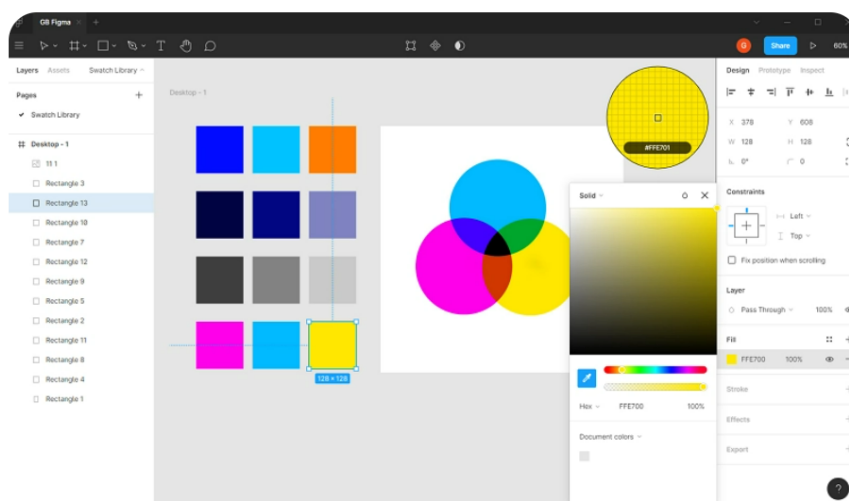 GB Figma
Share
60%
Layers Assets Swatch Library
Pages
Swatch Library
Desktop - 1
11 1
Rectangle 3
Rectangle 13
Rectangle 10
Rectangle 7
Rectangle 12
Rectangle 9
Rectangle 5
Rectangle 2
Rectangle 11
Rectangle 8
Rectangle 4
Rectangle 1
Desktop - 1
128 × 128
#FFE701
Solid
Hex FFE700 100%
Document colors
Design Prototype Inspect
X 378 Y 608
W 128 H 128
0° 0
Constraints
Left
Top
Fix position when scrolling
Layer
Pass Through 100%
Fill
FFE700 100%
Stroke
Effects
Export
?